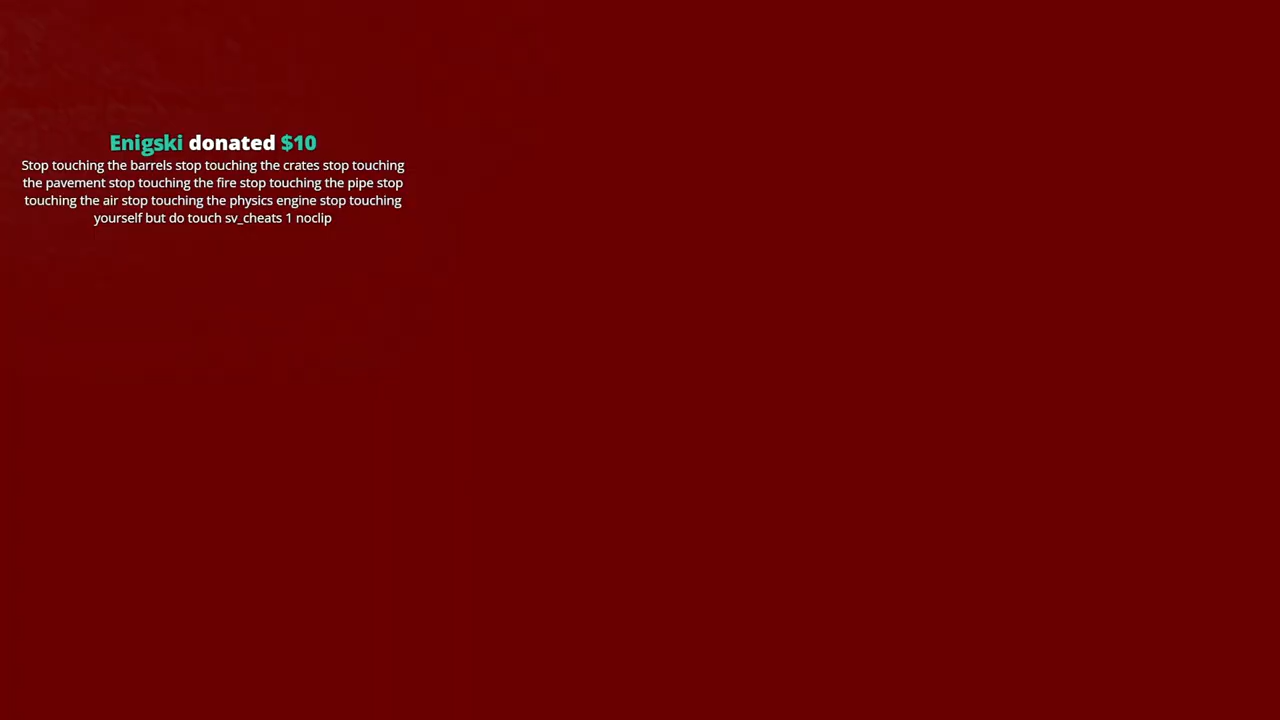 Enigski donated $10
Stop touching the barrels stop touching the crates stop touching
the pavement stop touching the fire stop touching the pipe stop
touching the air stop touching the physics engine stop touching
yourself but do touch sv_cheats 1 noclip